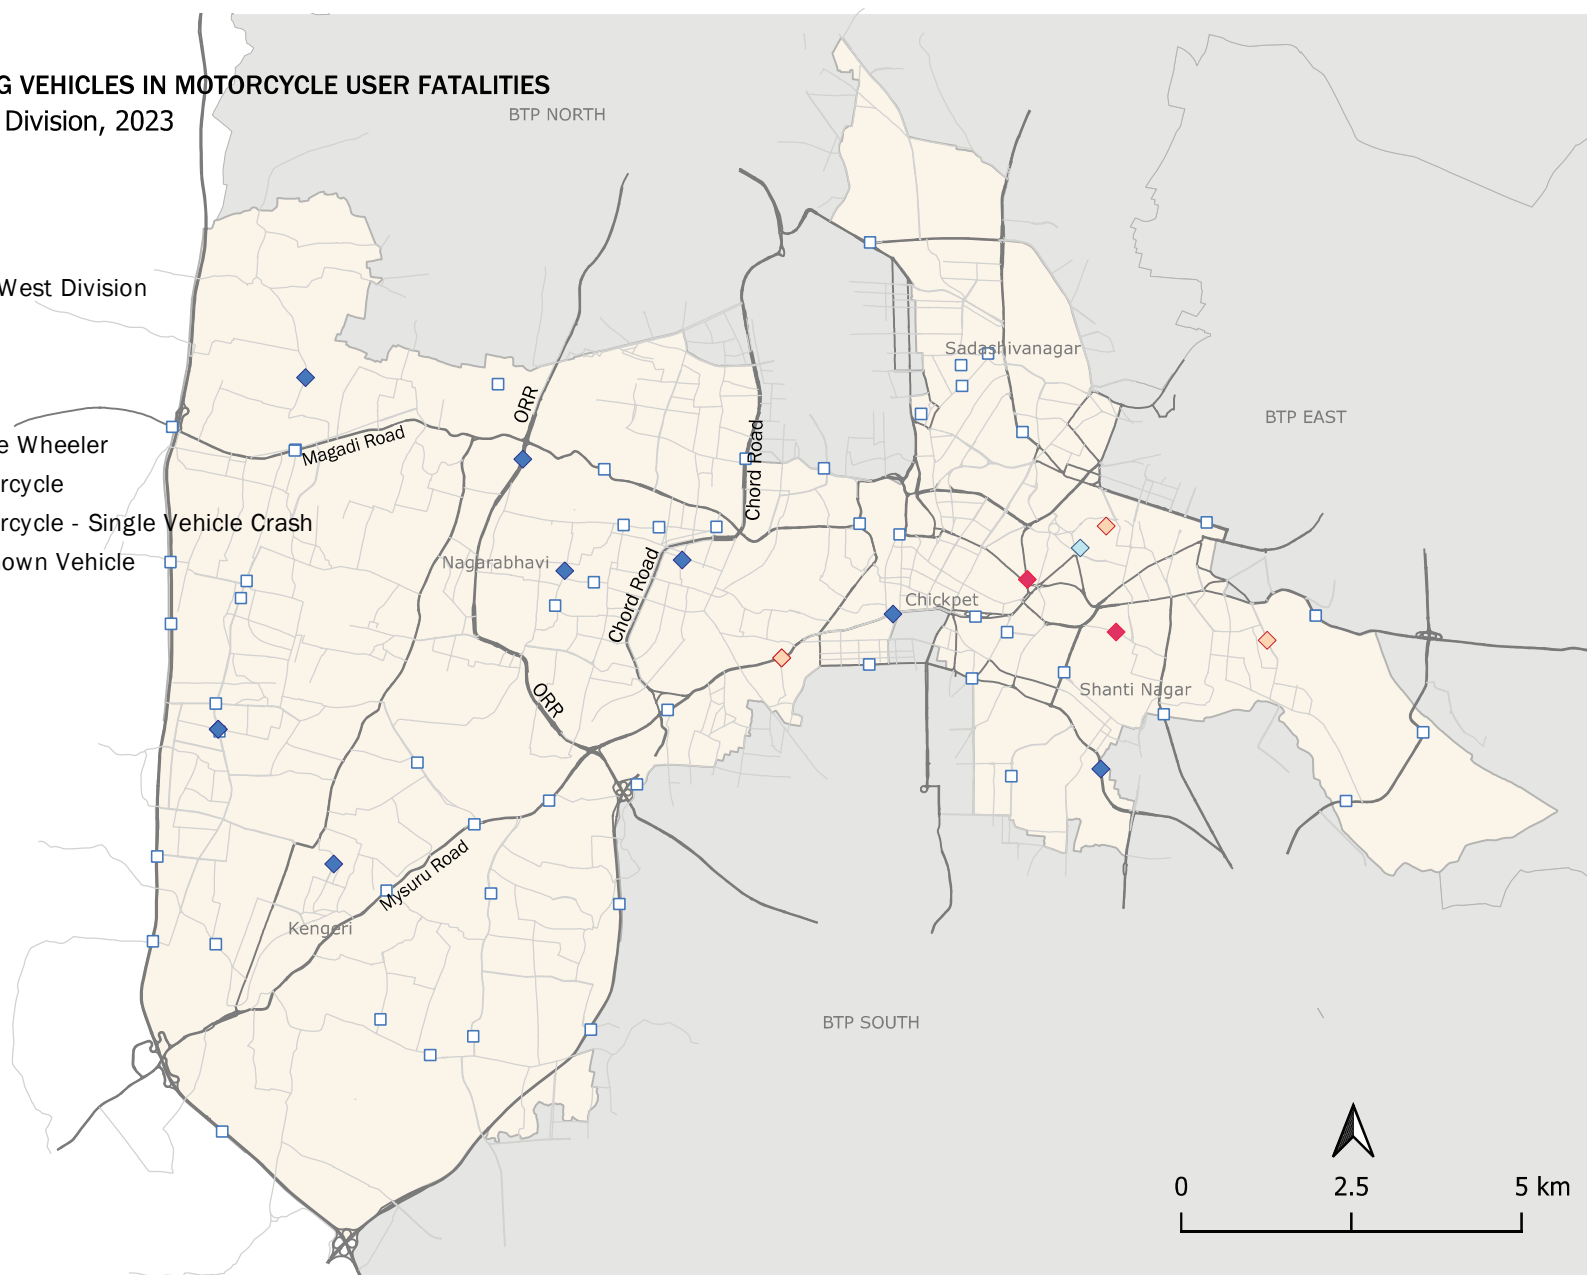 G VEHICLES IN MOTORCYCLE USER FATALITIES
Division, 2023
BTP NORTH
West Division
Sadashivanagar
ORR
BTP EAST
Magadi Road
e Wheeler
Chord Road
rcycle
rcycle - Single Vehicle Crash
own Vehicle
Nagarabhavi
Chord Road
Chickpet
ORR
Shanti Nagar
Mysuru Road
Kengeri
BTP SOUTH
0 2.5 5 km